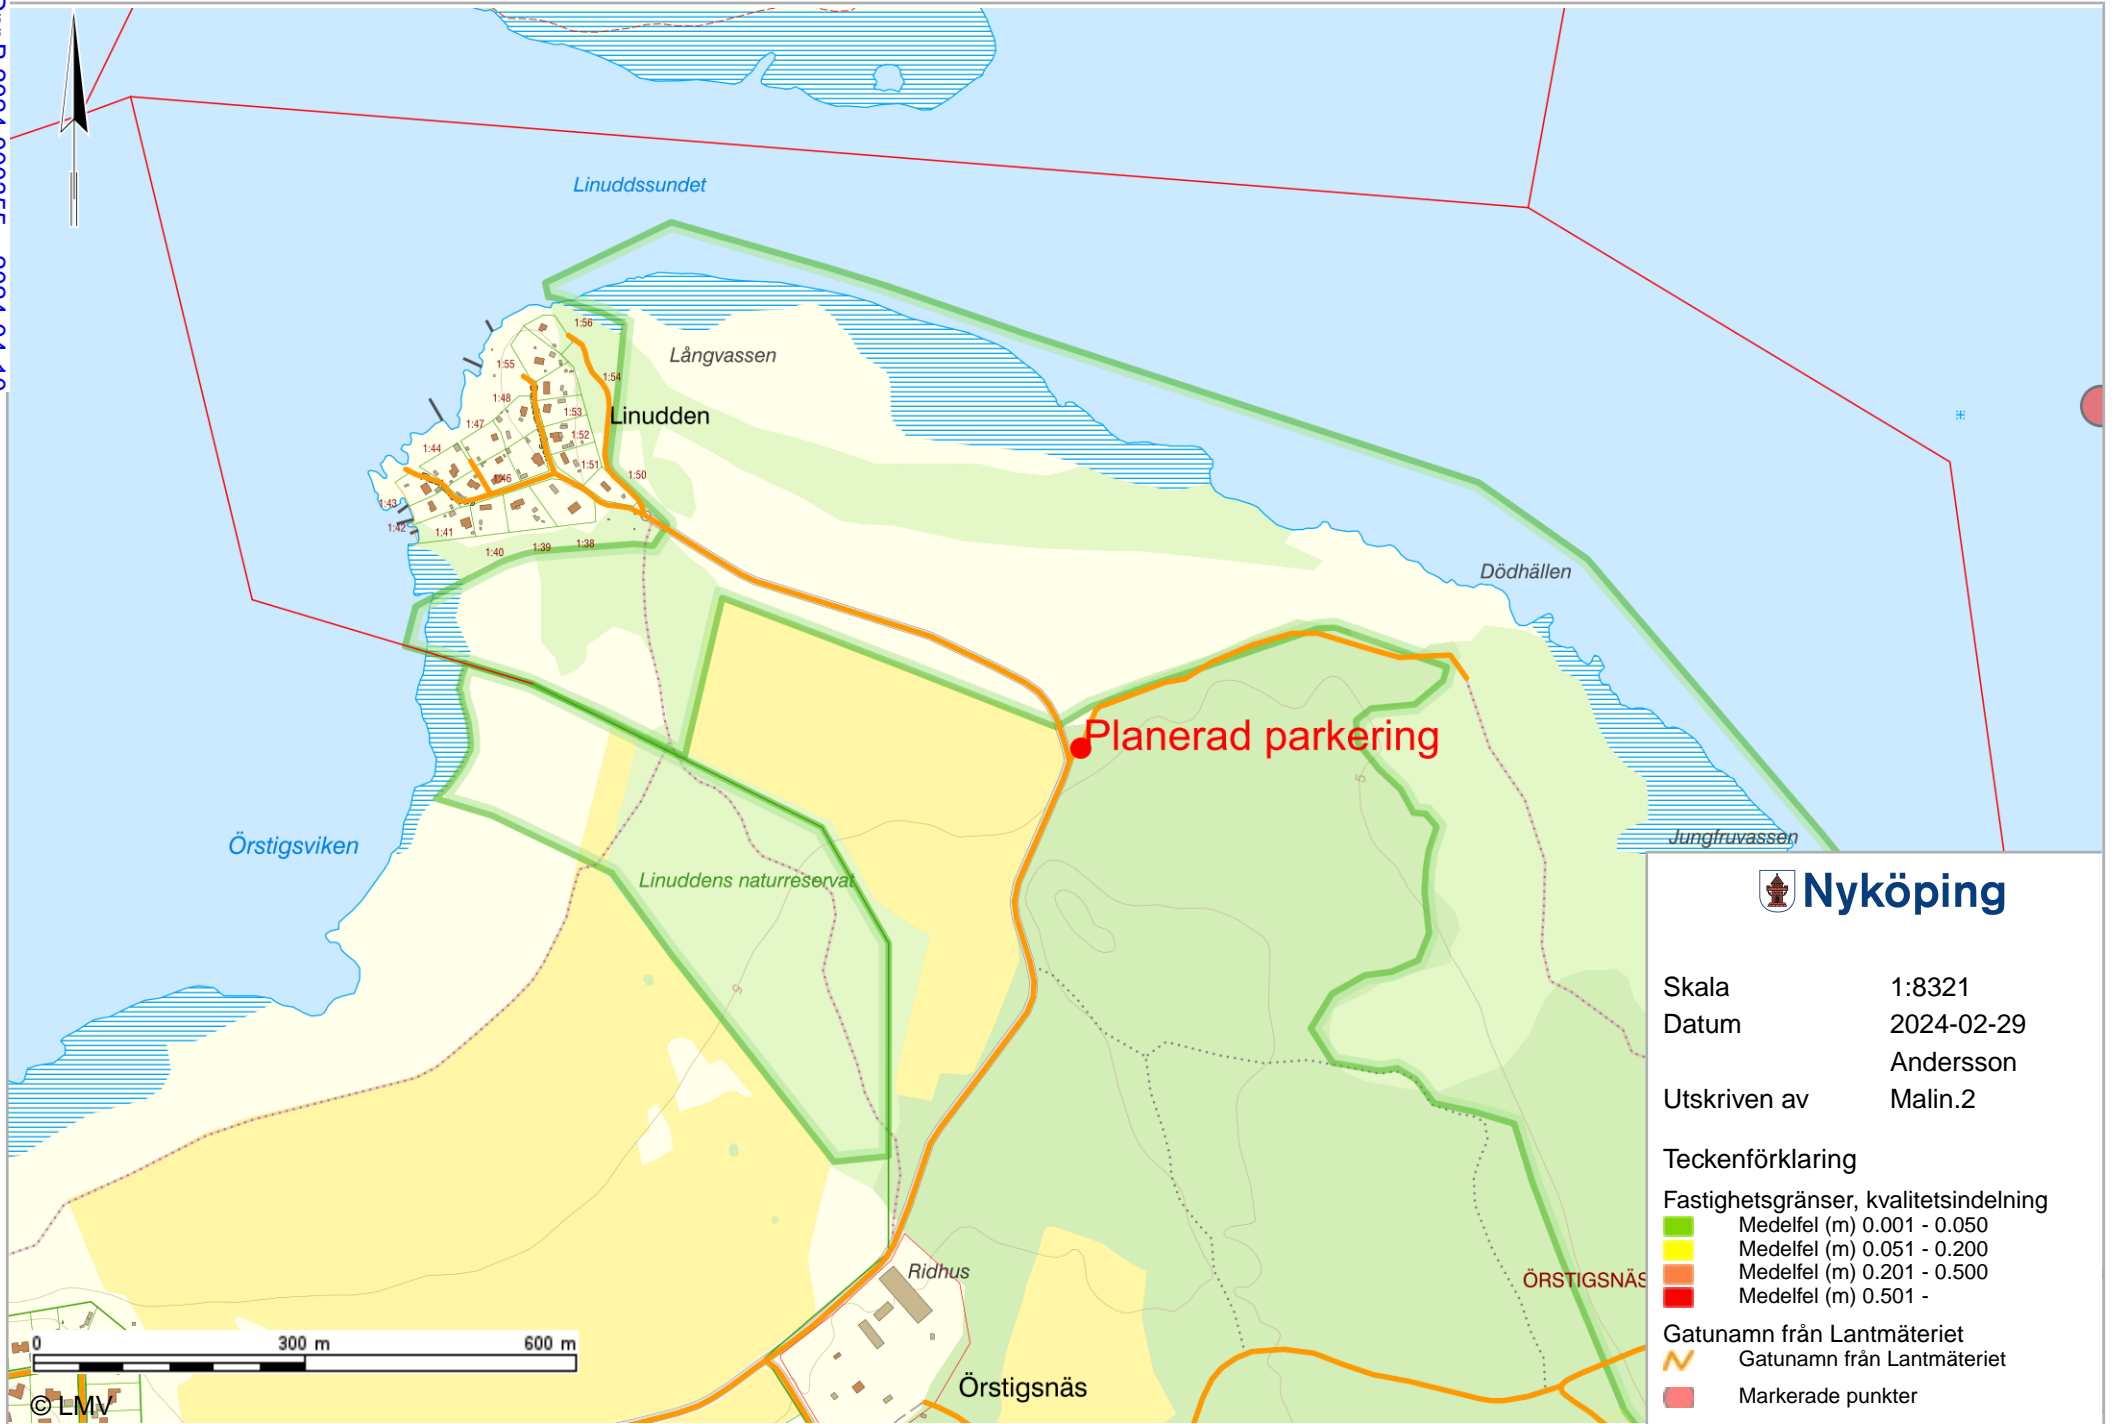 Linuddssundet
1:56
Långvassen
1:55
1:54
1:48
1:53
Linudden
1:47
1:52
1:44
1:51
1:50
1:46
1:43
1:42
1:41
1:40
1:39
1:38
Dödhällen
Planerad parkering
5
Jungfruvassen
Örstigsviken
Linuddens naturreservat
5
Nyköping
Skala 1:8321
Datum 2024-02-29
Andersson
Utskriven av Malin.2
Teckenförklaring
Fastighetsgränser, kvalitetsindelning
Medelfel (m) 0.001 - 0.050
Medelfel (m) 0.051 - 0.200
Medelfel (m) 0.201 - 0.500
Medelfel (m) 0.501 -
Gatunamn från Lantmäteriet
Gatunamn från Lantmäteriet
Markerade punkter
Ridhus
ÖRSTIGSNÄS
0 300 m 600 m
Örstigsnäs
© LMV